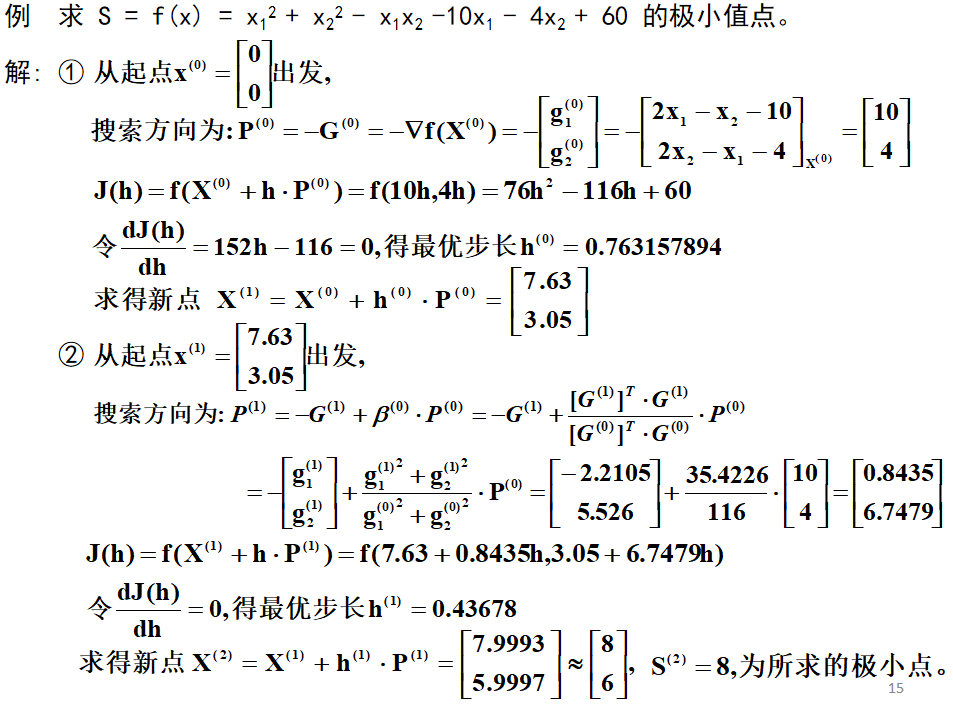 例 求 S = f(x) = x₁² + x₂² - x₁x₂ -10x₁ - 4x₂ + 60 的极小值点。
解: ① 从起点x⁽⁰⁾ = [0; 0] 出发,
搜索方向为: P⁽⁰⁾ = -G⁽⁰⁾ = -∇f(X⁽⁰⁾) = -[g₁⁽⁰⁾; g₂⁽⁰⁾] = -[2x₁ - x₂ - 10; 2x₂ - x₁ - 4]_X⁽⁰⁾ = [10; 4]
J(h) = f(X⁽⁰⁾ + h·P⁽⁰⁾) = f(10h,4h) = 76h² - 116h + 60
令 dJ(h)/dh = 152h - 116 = 0, 得最优步长h⁽⁰⁾ = 0.763157894
求得新点 X⁽¹⁾ = X⁽⁰⁾ + h⁽⁰⁾·P⁽⁰⁾ = [7.63; 3.05]
② 从起点x⁽¹⁾ = [7.63; 3.05] 出发,
搜索方向为: P⁽¹⁾ = -G⁽¹⁾ + β⁽⁰⁾·P⁽⁰⁾ = -G⁽¹⁾ + [G⁽¹⁾]ᵀ·G⁽¹⁾ / [G⁽⁰⁾]ᵀ·G⁽⁰⁾ · P⁽⁰⁾
= -[g₁⁽¹⁾; g₂⁽¹⁾] + (g₁⁽¹⁾² + g₂⁽¹⁾²)/(g₁⁽⁰⁾² + g₂⁽⁰⁾²)·P⁽⁰⁾ = [-2.2105; 5.526] + 35.4226/116·[10; 4] = [0.8435; 6.7479]
J(h) = f(X⁽¹⁾ + h·P⁽¹⁾) = f(7.63 + 0.8435h,3.05 + 6.7479h)
令 dJ(h)/dh = 0, 得最优步长h⁽¹⁾ = 0.43678
求得新点 X⁽²⁾ = X⁽¹⁾ + h⁽¹⁾·P⁽¹⁾ = [7.9993; 5.9997] ≈ [8; 6], S⁽²⁾ = 8, 为所求的极小点。
15